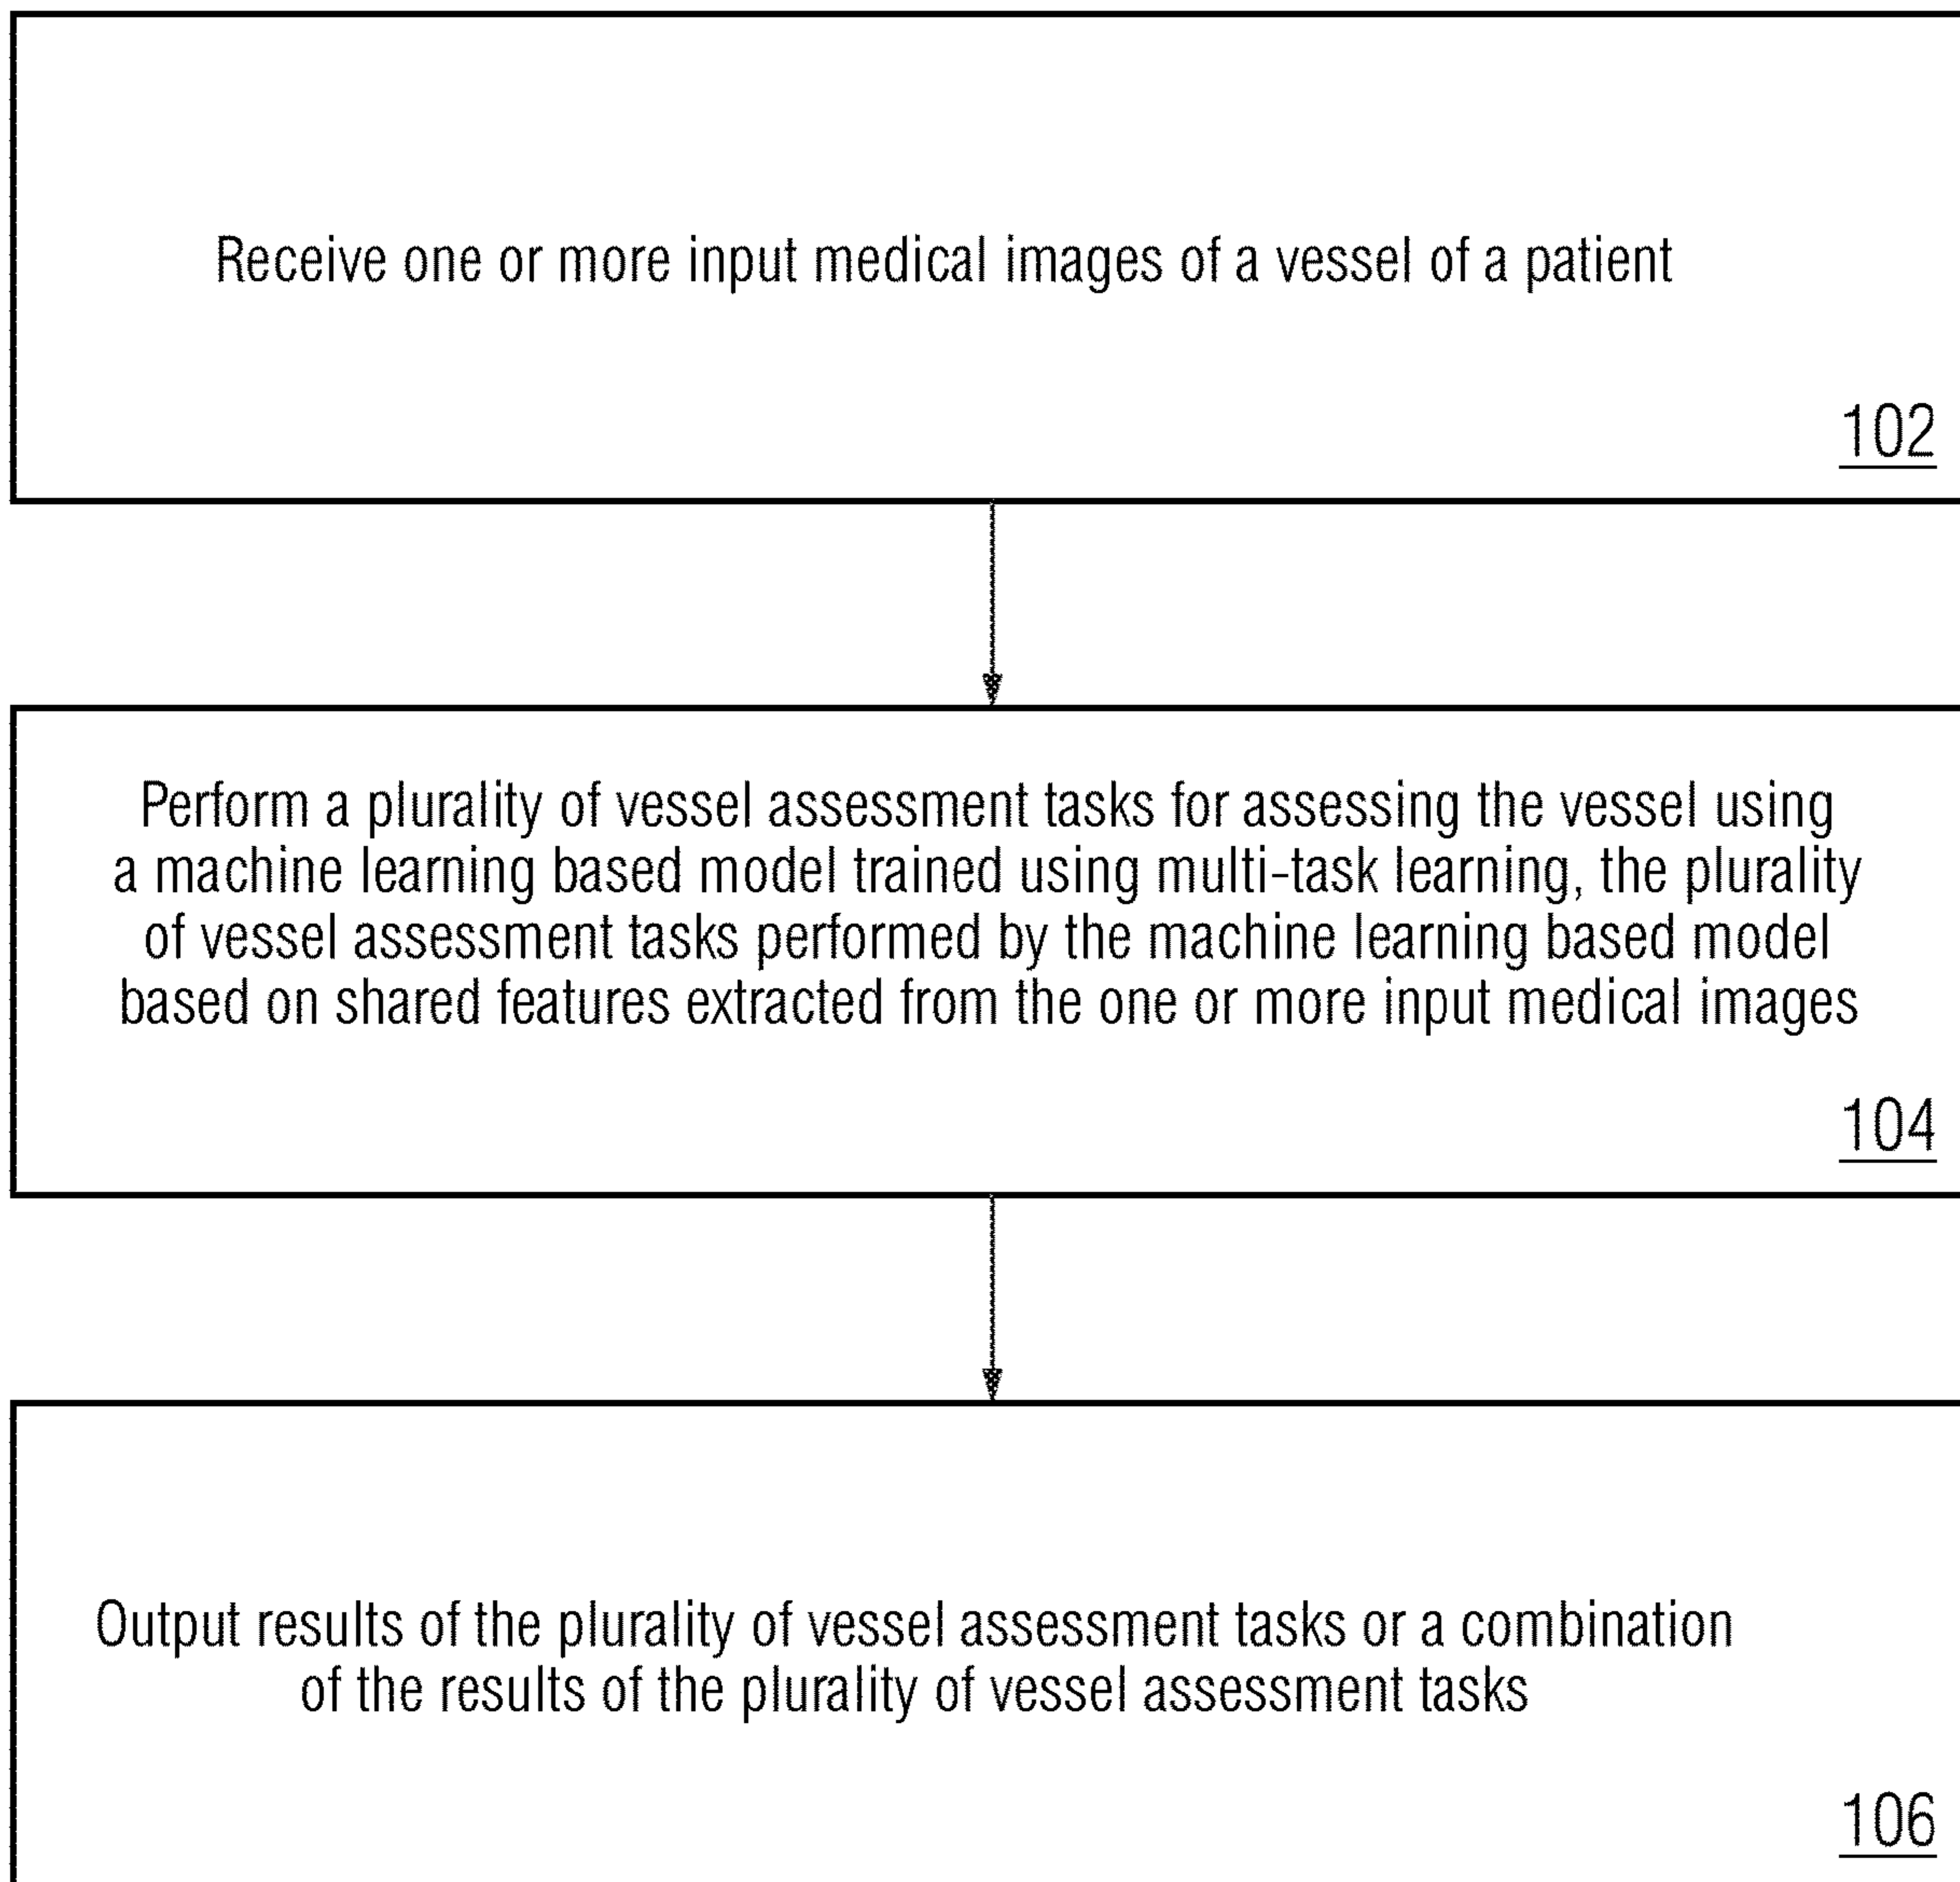 Receive one or more input medical images of a vessel of a patient
102
Perform a plurality of vessel assessment tasks for assessing the vessel using
a machine learning based model trained using multi-task learning, the plurality
of vessel assessment tasks performed by the machine learning based model
based on shared features extracted from the one or more input medical images
104
Output results of the plurality of vessel assessment tasks or a combination
of the results of the plurality of vessel assessment tasks
106